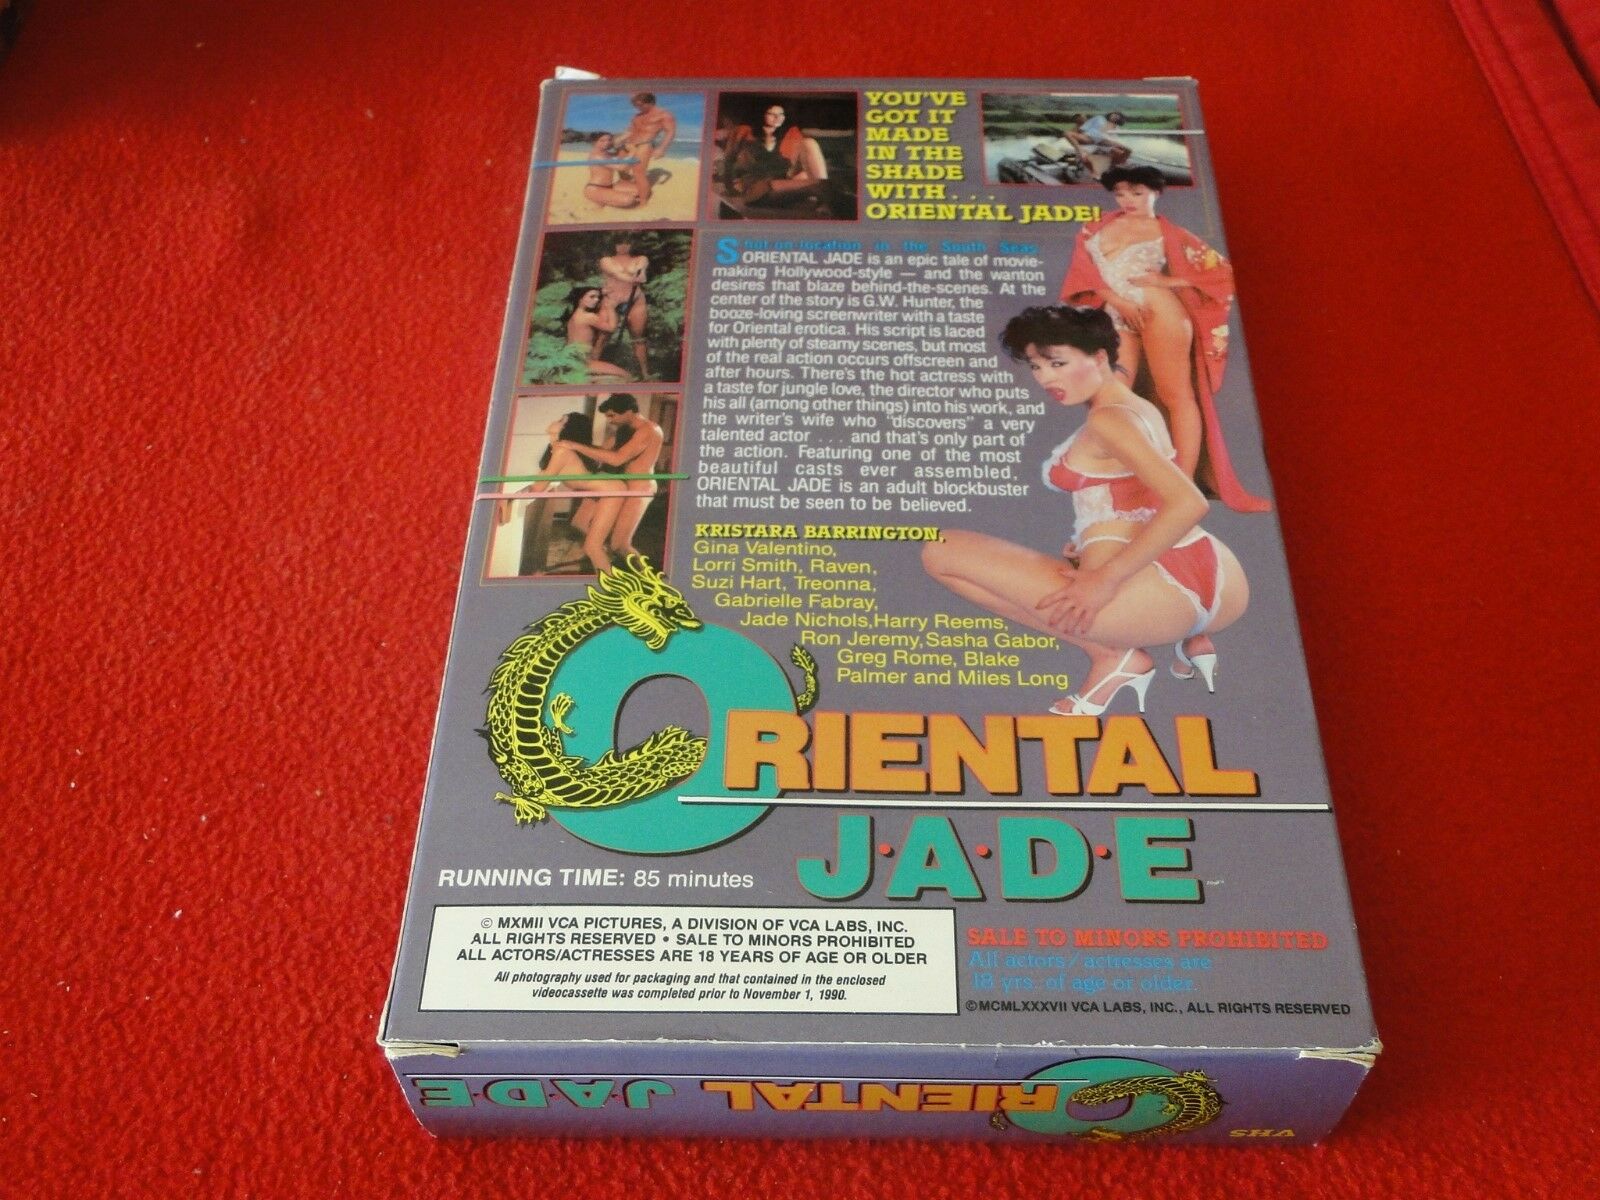 YOU'VE
GOT IT
MADE
IN THE
SHADE
WITH. . .
ORIENTAL JADE!
Shot on-location in the South Seas,
ORIENTAL JADE is an epic tale of movie-
making Hollywood-style — and the wanton
desires that blaze behind-the-scenes. At the
center of the story is G.W. Hunter, the
booze-loving screenwriter with a taste
for Oriental erotica. His script is laced
with plenty of steamy scenes, but most
of the real action occurs offscreen and
after hours. There's the hot actress with
a taste for jungle love, the director who puts
his all (among other things) into his work, and
the writer's wife who "discovers" a very
talented actor . . . and that's only part of
the action. Featuring one of the most
beautiful casts ever assembled,
ORIENTAL JADE is an adult blockbuster
that must be seen to be believed.
KRISTARA BARRINGTON,
Gina Valentino,
Lorri Smith, Raven,
Suzi Hart, Treonna,
Gabrielle Fabray,
Jade Nichols, Harry Reems,
Ron Jeremy, Sasha Gabor,
Greg Rome, Blake
Palmer and Miles Long
ORIENTAL
J·A·D·E
RUNNING TIME: 85 minutes
© MXMII VCA PICTURES, A DIVISION OF VCA LABS, INC.
ALL RIGHTS RESERVED • SALE TO MINORS PROHIBITED
ALL ACTORS/ACTRESSES ARE 18 YEARS OF AGE OR OLDER
All photography used for packaging and that contained in the enclosed
videocassette was completed prior to November 1, 1990.
SALE TO MINORS PROHIBITED
All actors/actresses are
18 yrs. of age or older.
©MCMLXXXVII VCA LABS, INC., ALL RIGHTS RESERVED
ORIENTAL J·A·D·E
VHS